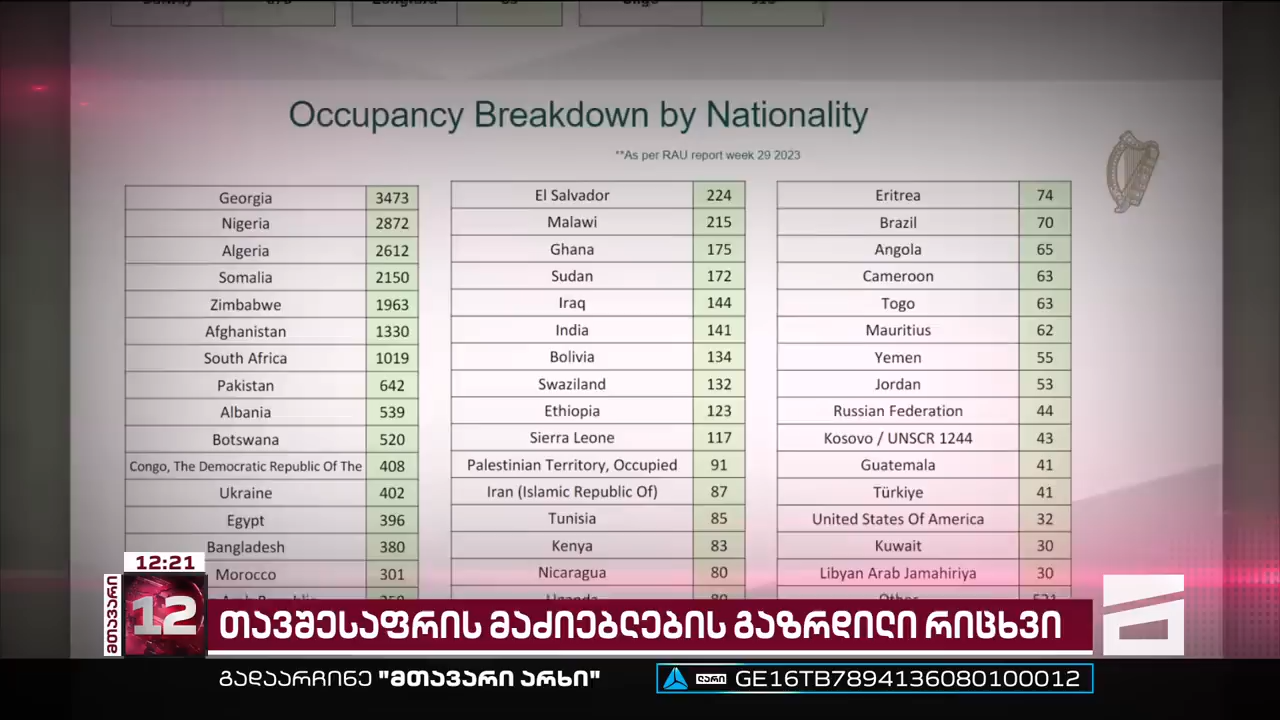 Occupancy Breakdown by Nationality
**As per RAU report week 29 2023
Georgia 3473
Nigeria 2872
Algeria 2612
Somalia 2150
Zimbabwe 1963
Afghanistan 1330
South Africa 1019
Pakistan 642
Albania 539
Botswana 520
Congo, The Democratic Republic Of The 408
Ukraine 402
Egypt 396
Bangladesh 380
Morocco 301
El Salvador 224
Malawi 215
Ghana 175
Sudan 172
Iraq 144
India 141
Bolivia 134
Swaziland 132
Ethiopia 123
Sierra Leone 117
Palestinian Territory, Occupied 91
Iran (Islamic Republic Of) 87
Tunisia 85
Kenya 83
Nicaragua 80
Eritrea 74
Brazil 70
Angola 65
Cameroon 63
Togo 63
Mauritius 62
Yemen 55
Jordan 53
Russian Federation 44
Kosovo / UNSCR 1244 43
Guatemala 41
Türkiye 41
United States Of America 32
Kuwait 30
Libyan Arab Jamahiriya 30
12:21
მთავარი
12
თავშესაფრის მაძიებლების გაზრდილი რიცხვი
გადაარჩინე "მთავარი არხი"
ლარი GE16TB7894136080100012